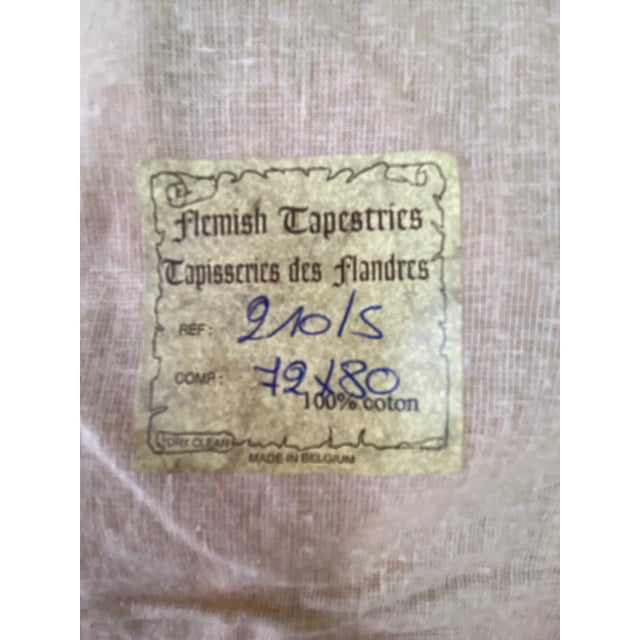 Flemish Tapestries
Tapisseries des Flandres
REF: 210/S
COMP: 72x80
100% coton
DRY CLEAN
MADE IN BELGIUM